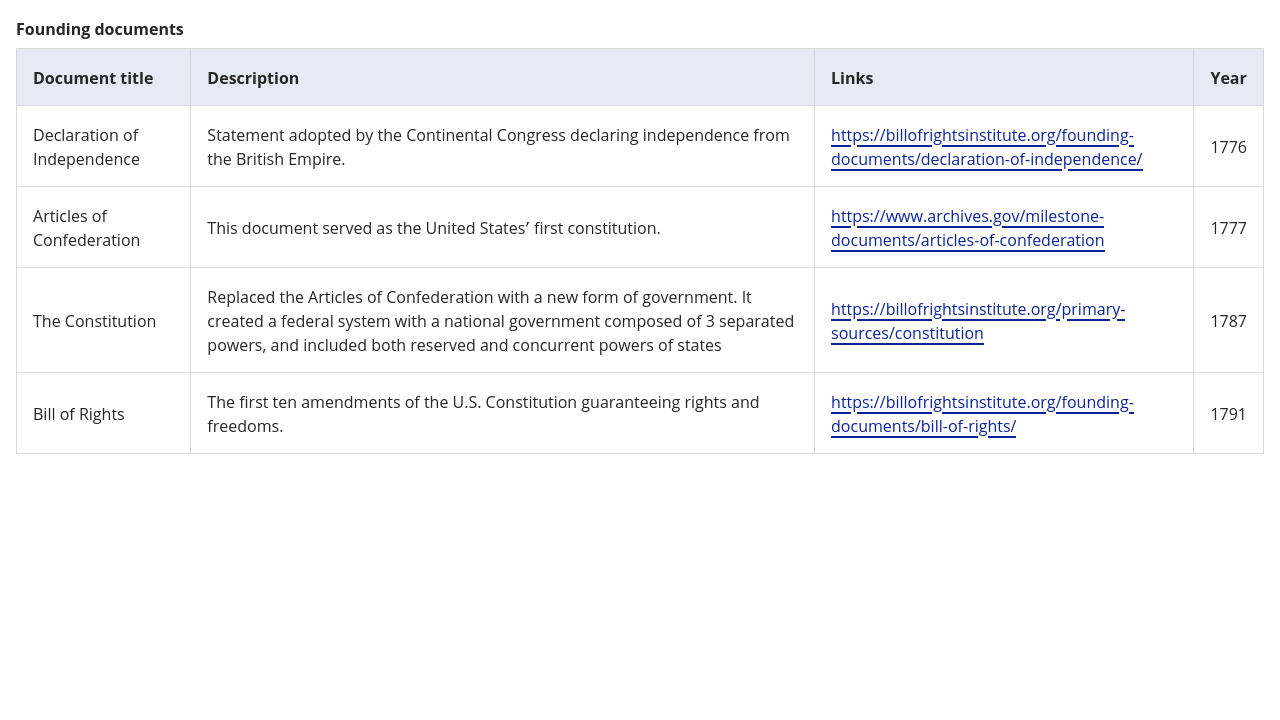 Founding documents
Document title Description Links Year
Declaration of
Independence
Statement adopted by the Continental Congress declaring independence from
the British Empire.
https://billofrightsinstitute.org/founding-
documents/declaration-of-independence/
1776
Articles of
Confederation
This document served as the United States’ first constitution.
https://www.archives.gov/milestone-
documents/articles-of-confederation
1777
The Constitution
Replaced the Articles of Confederation with a new form of government. It
created a federal system with a national government composed of 3 separated
powers, and included both reserved and concurrent powers of states
https://billofrightsinstitute.org/primary-
sources/constitution
1787
Bill of Rights
The first ten amendments of the U.S. Constitution guaranteeing rights and
freedoms.
https://billofrightsinstitute.org/founding-
documents/bill-of-rights/
1791